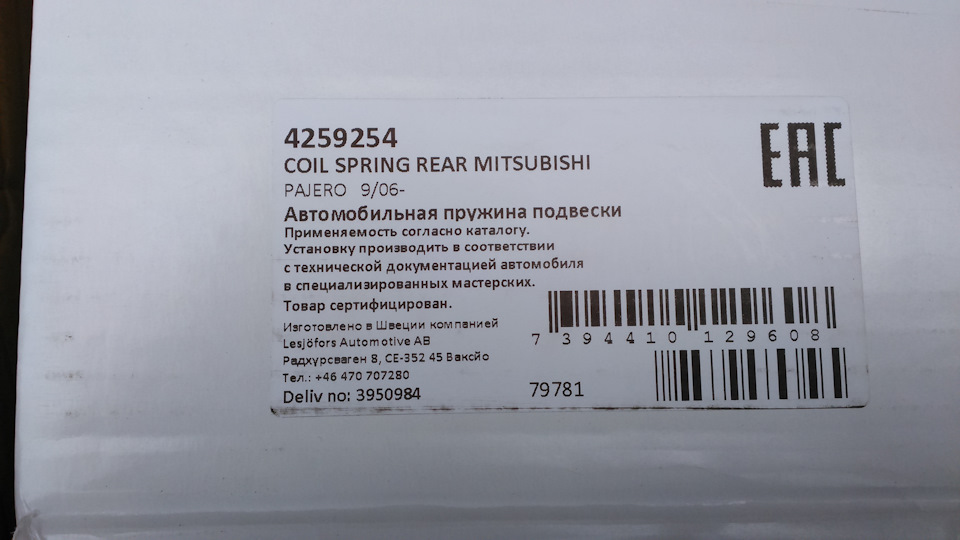 4259254
EAC
COIL SPRING REAR MITSUBISHI
PAJERO 9/06-
Автомобильная пружина подвески
Применяемость согласно каталогу.
Установку производить в соответствии
с технической документацией автомобиля
в специализированных мастерских.
Товар сертифицирован.
Изготовлено в Швеции компанией
Lesjöfors Automotive AB
Радхурсваген 8, СЕ-352 45 Ваксйо
Тел.: +46 470 707280
Deliv no: 3950984
7 394410 129608
79781